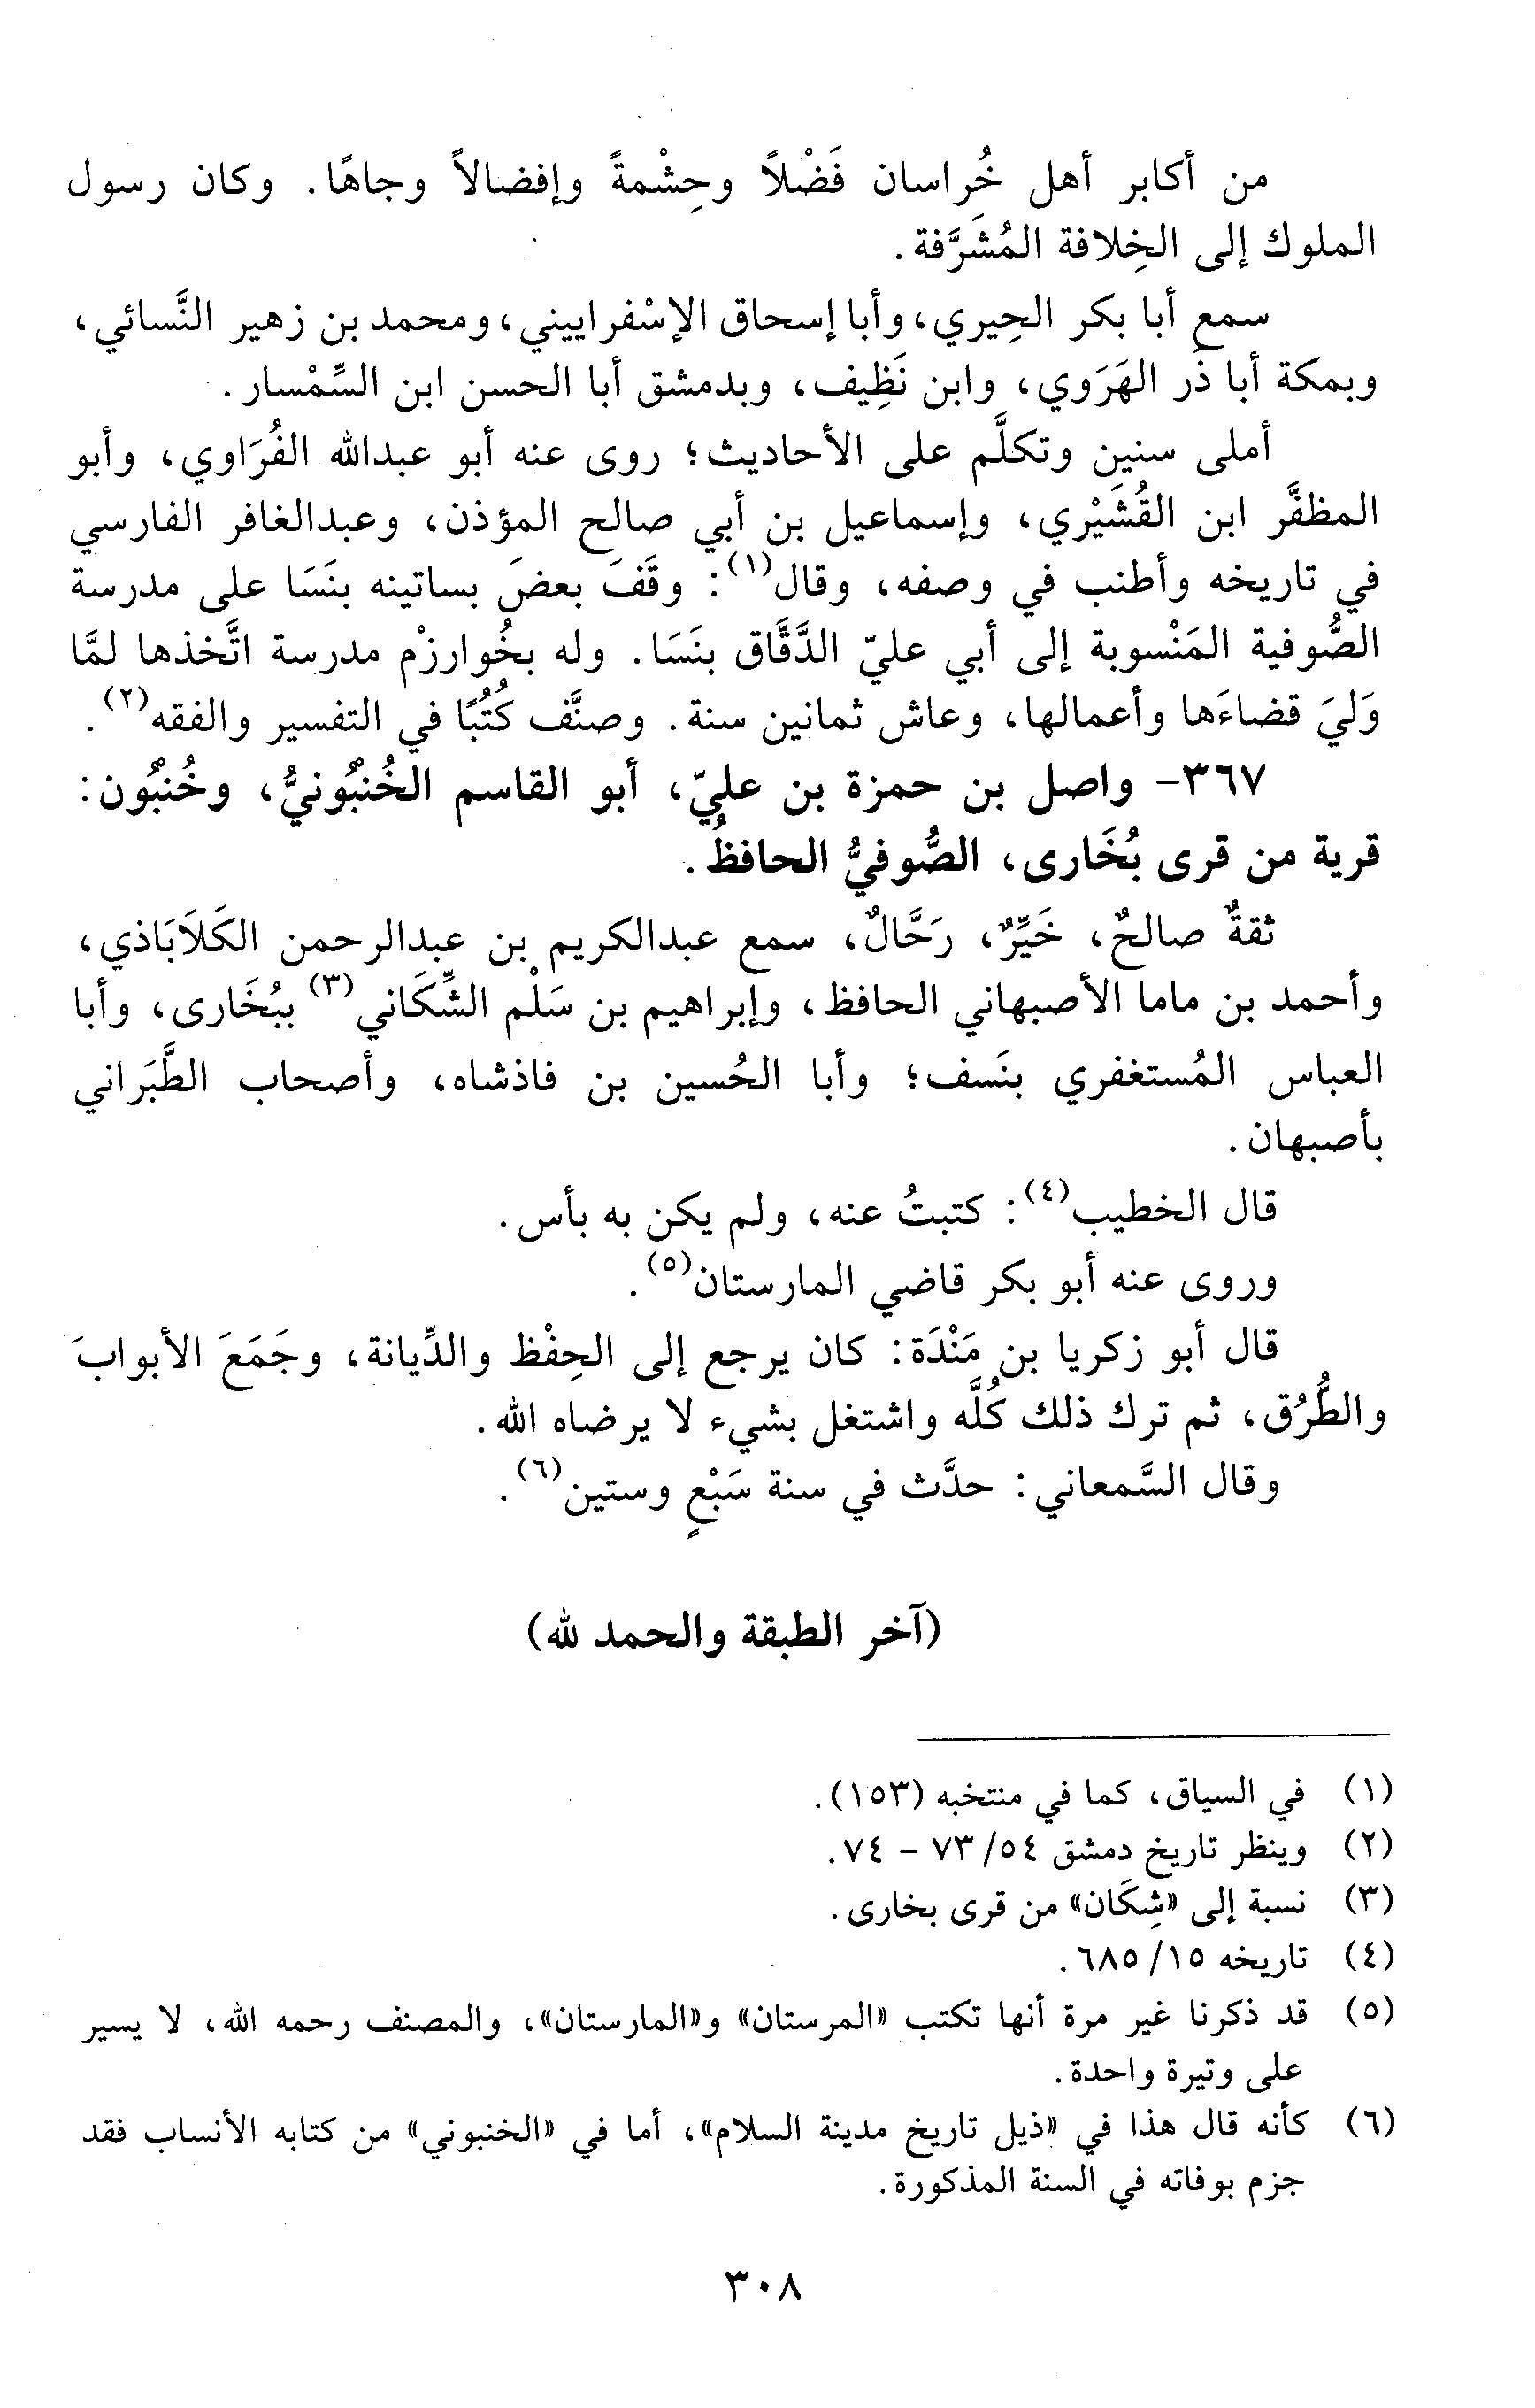 من أكابر أهل خُراسان فَضْلاً وحِشْمةً وإفضالاً وجاهًا. وكان رسول
الملوك إلى الخِلافة المُشَرَّفة.
سمع أبا بكر الحِيري، وأبا إسحاق الإسْفراييني، ومحمد بن زهير النَّسائي،
وبمكة أبا ذَر الهَرَوي، وابن نَظِيف، وبدمشق أبا الحسن ابن السِّمْسار.
أملى سنين وتكلَّم على الأحاديث؛ روى عنه أبو عبدالله الفُرَاوي، وأبو
المظفَّر ابن القُشَيْري، وإسماعيل بن أبي صالح المؤذن، وعبدالغافر الفارسي
في تاريخه وأطنب في وصفه، وقال(١): وقَفَ بعضَ بساتينه بنَسَا على مدرسة
الصُّوفية المَنْسوبة إلى أبي عليّ الدَّقَّاق بنَسَا. وله بخُوارزْم مدرسة اتَّخذها لمَّا
وَليَ قضاءَها وأعمالها، وعاش ثمانين سنة. وصنَّف كُتُبًا في التفسير والفقه(٢).
٣٦٧- واصل بن حمزة بن عليّ، أبو القاسم الخُنبُونيُّ، وخُنبُون:
قرية من قرى بُخَارى، الصُّوفيُّ الحافظُ.
ثقةٌ صالحٌ، خَيِّرٌ، رَحَّالٌ، سمع عبدالكريم بن عبدالرحمن الكَلَابَاذي،
وأحمد بن ماما الأصبهاني الحافظ، وإبراهيم بن سَلْم الشِّكَاني(٣) ببُخَارى، وأبا
العباس المُستغفري بنَسف؛ وأبا الحُسين بن فاذشاه، وأصحاب الطَّبَراني
بأصبهان.
قال الخطيب(٤): كتبتُ عنه، ولم يكن به بأس.
وروى عنه أبو بكر قاضي المارستان(٥).
قال أبو زكريا بن مَنْدَة: كان يرجع إلى الحِفْظ والدِّيانة، وجَمَعَ الأبوابَ
والطُّرُق، ثم ترك ذلك كُلَّه واشتغل بشيء لا يرضاه الله.
وقال السَّمعاني: حدَّث في سنة سَبْعٍ وستين(٦).
(آخر الطبقة والحمد لله)
(١) في السياق، كما في منتخبه (١٥٣).
(٢) وينظر تاريخ دمشق ٥٤/ ٧٣ - ٧٤.
(٣) نسبة إلى «شِكَان» من قرى بخارى.
(٤) تاريخه ١٥/ ٦٨٥.
(٥) قد ذكرنا غير مرة أنها تكتب «المرستان» و«المارستان»، والمصنف رحمه الله، لا يسير
على وتيرة واحدة.
(٦) كأنه قال هذا في «ذيل تاريخ مدينة السلام»، أما في «الخنبوني» من كتابه الأنساب فقد
جزم بوفاته في السنة المذكورة.
٣٠٨